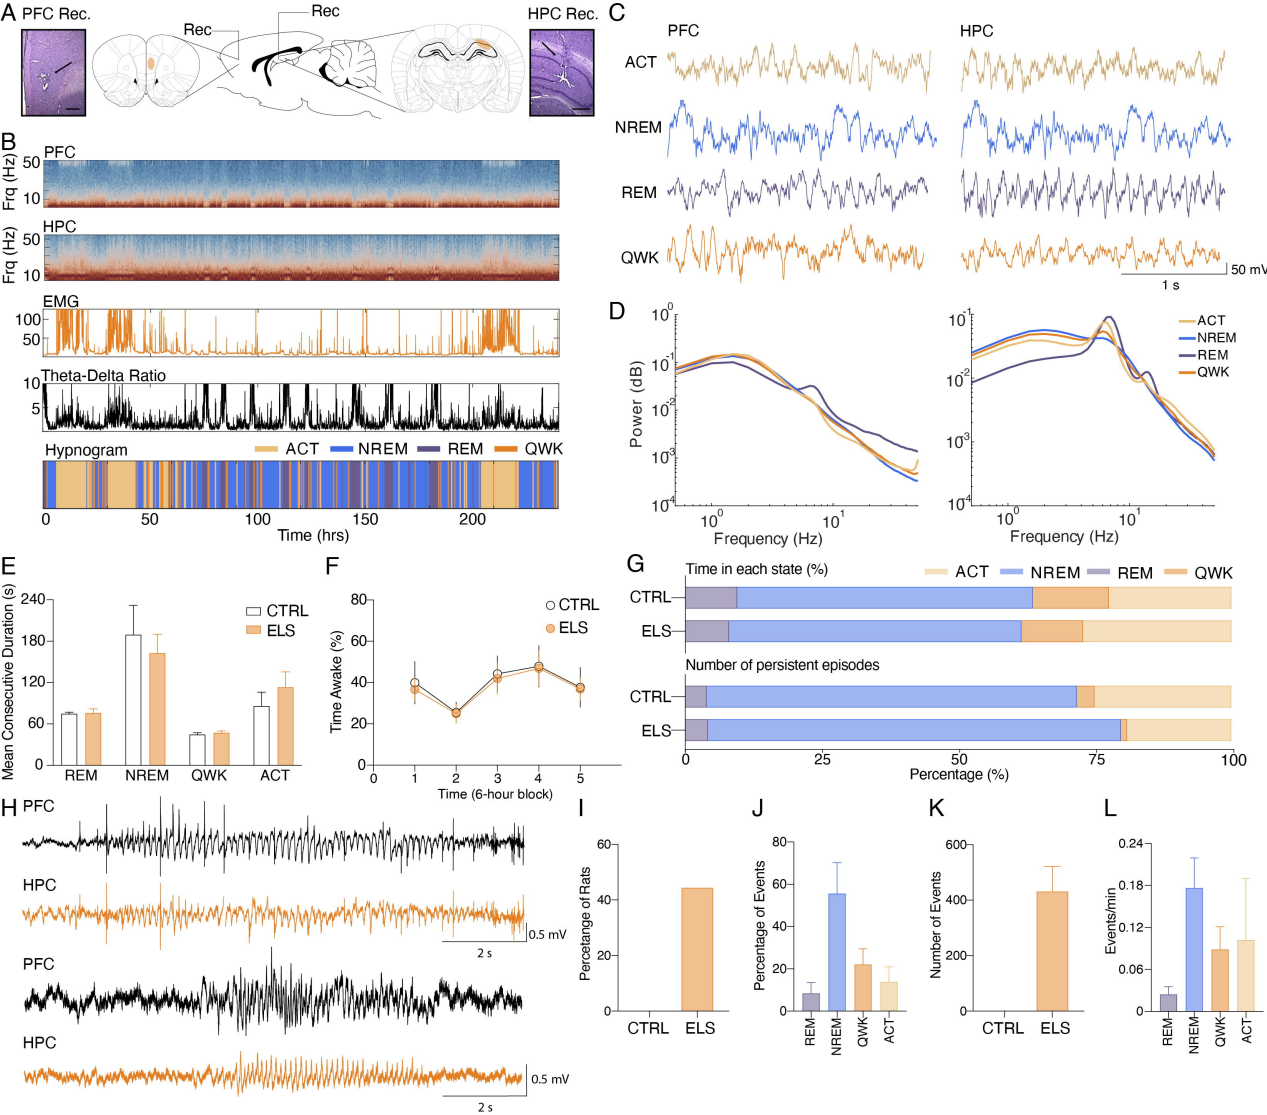 A
PFC Rec.
Rec
Rec
HPC Rec.
B
PFC
Frq (Hz)
50
10
HPC
Frq (Hz)
50
10
EMG
100
50
Theta-Delta Ratio
10
5
Hypnogram
ACT NREM REM QWK
0 50 100 150 200
Time (hrs)
C
PFC HPC
ACT
NREM
REM
QWK
50 mV
1 s
D
Power (dB)
10^0
10^-1
10^-2
10^-3
10^-4
10^0 10^1
Frequency (Hz)
10^-1
10^-2
10^-3
10^-4
10^0 10^1
Frequency (Hz)
ACT
NREM
REM
QWK
E
Mean Consecutive Duration (s)
240
180
120
60
0
REM NREM QWK ACT
CTRL
ELS
F
Time Awake (%)
80
60
40
20
0
0 1 2 3 4 5
Time (6-hour block)
CTRL
ELS
G
Time in each state (%)
ACT NREM REM QWK
CTRL
ELS
Number of persistent episodes
CTRL
ELS
0 25 50 75 100
Percentage (%)
H
PFC
HPC
0.5 mV
2 s
PFC
HPC
0.5 mV
2 s
I
Percetange of Rats
60
40
20
0
CTRL ELS
J
Percentage of Events
80
60
40
20
0
REM NREM QWK ACT
K
Number of Events
600
400
200
0
CTRL ELS
L
Events/min
0.24
0.18
0.12
0.06
0
REM NREM QWK ACT